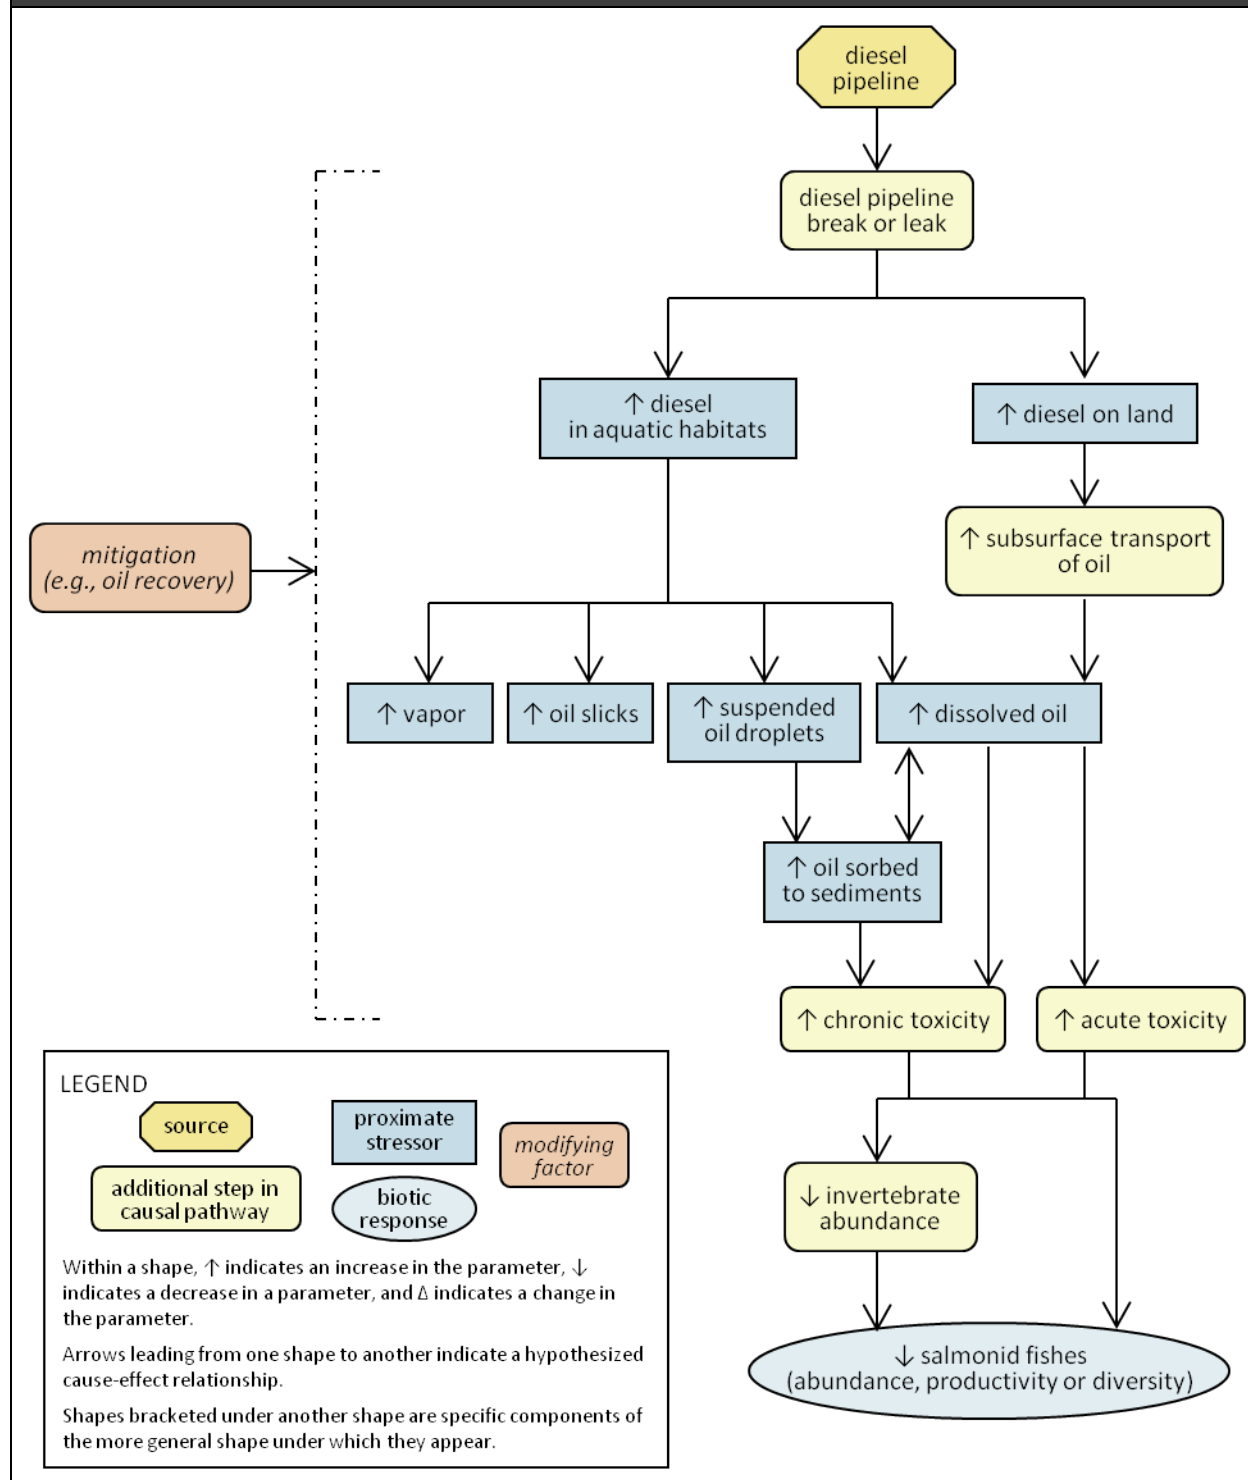 diesel
pipeline
diesel pipeline
break or leak
↑ diesel
in aquatic habitats
↑ diesel on land
mitigation
(e.g., oil recovery)
↑ subsurface transport
of oil
↑ vapor
↑ oil slicks
↑ suspended
oil droplets
↑ dissolved oil
↑ oil sorbed
to sediments
↑ chronic toxicity
↑ acute toxicity
↓ invertebrate
abundance
↓ salmonid fishes
(abundance, productivity or diversity)
LEGEND
source
proximate
stressor
modifying
factor
additional step in
causal pathway
biotic
response
Within a shape, ↑ indicates an increase in the parameter, ↓
indicates a decrease in a parameter, and Δ indicates a change in
the parameter.
Arrows leading from one shape to another indicate a hypothesized
cause-effect relationship.
Shapes bracketed under another shape are specific components of
the more general shape under which they appear.